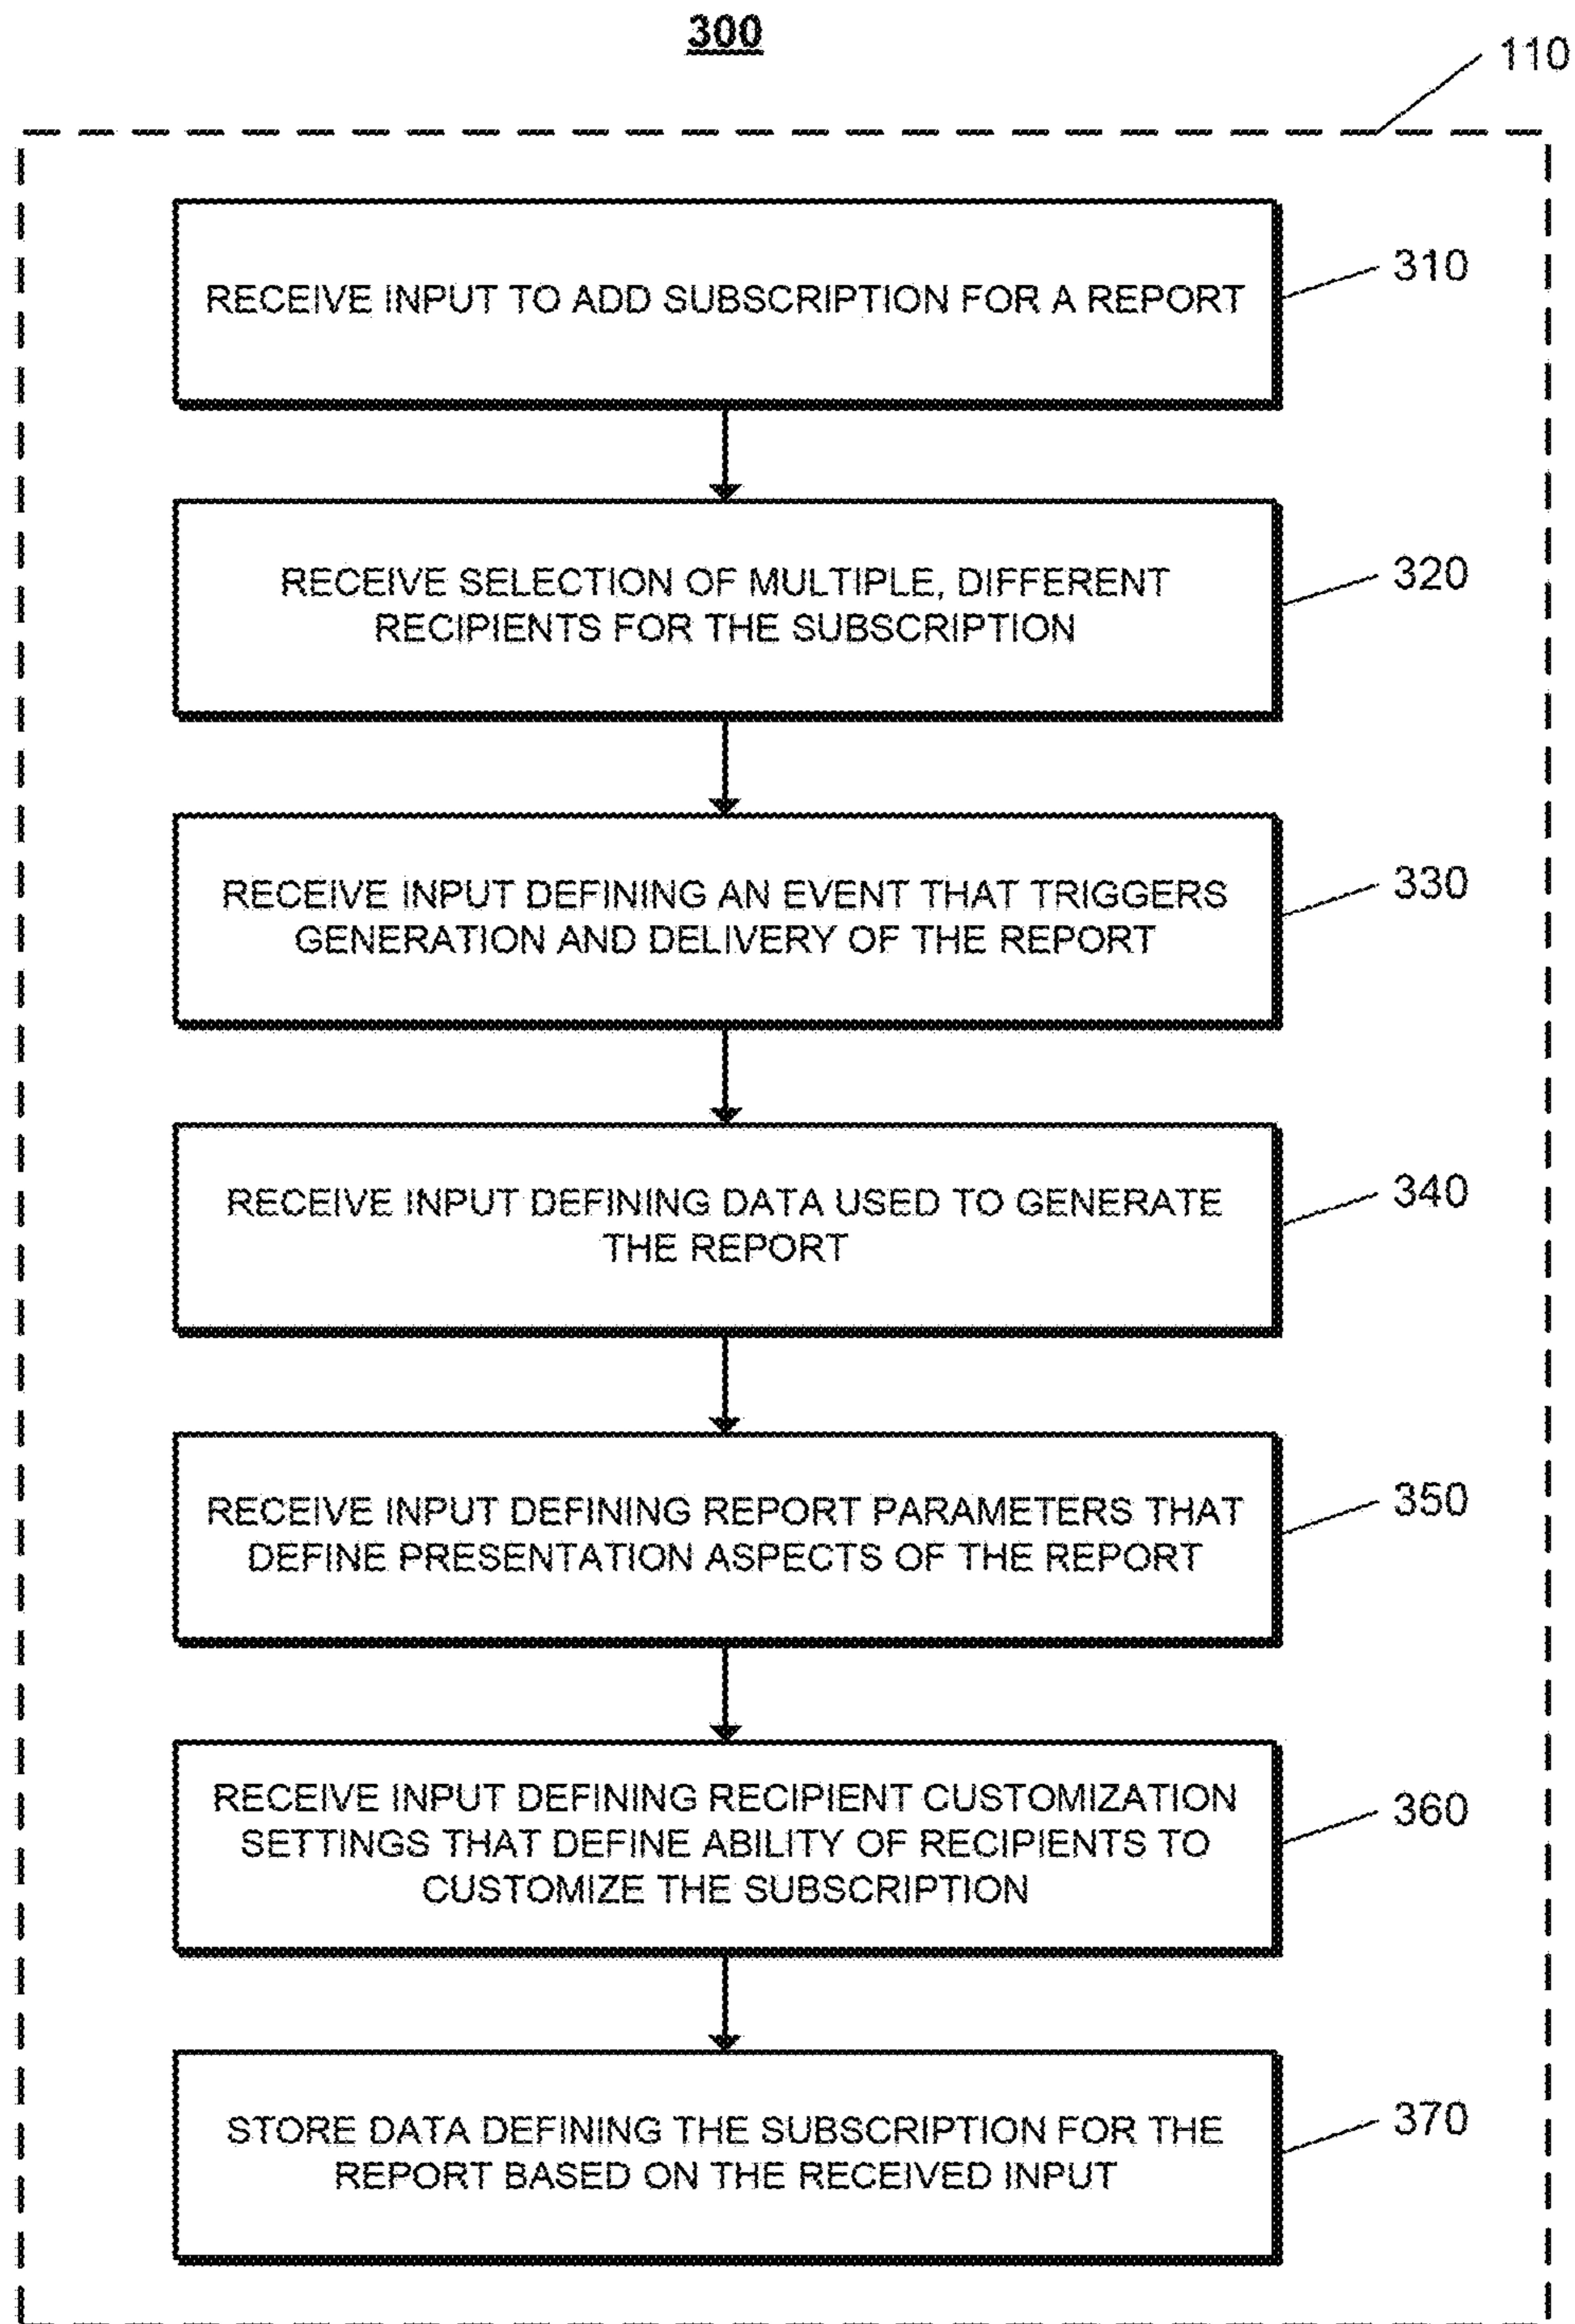 300
110
RECEIVE INPUT TO ADD SUBSCRIPTION FOR A REPORT
310
RECEIVE SELECTION OF MULTIPLE, DIFFERENT
RECIPIENTS FOR THE SUBSCRIPTION
320
RECEIVE INPUT DEFINING AN EVENT THAT TRIGGERS
GENERATION AND DELIVERY OF THE REPORT
330
RECEIVE INPUT DEFINING DATA USED TO GENERATE
THE REPORT
340
RECEIVE INPUT DEFINING REPORT PARAMETERS THAT
DEFINE PRESENTATION ASPECTS OF THE REPORT
350
RECEIVE INPUT DEFINING RECIPIENT CUSTOMIZATION
SETTINGS THAT DEFINE ABILITY OF RECIPIENTS TO
CUSTOMIZE THE SUBSCRIPTION
360
STORE DATA DEFINING THE SUBSCRIPTION FOR THE
REPORT BASED ON THE RECEIVED INPUT
370